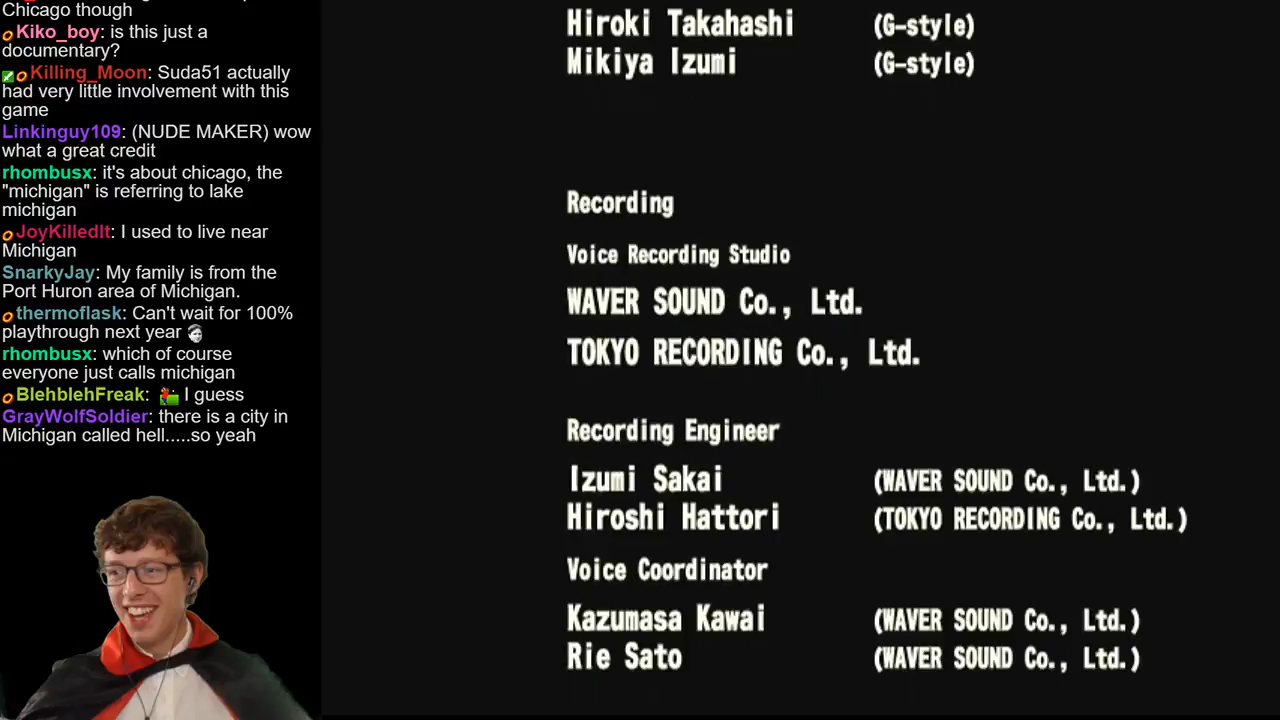 Chicago though
Kiko_boy: is this just a
documentary?
Killing_Moon: Suda51 actually
had very little involvement with this
game
Linkinguy109: (NUDE MAKER) wow
what a great credit
rhombusx: it's about chicago, the
"michigan" is referring to lake
michigan
JoyKilledIt: I used to live near
Michigan
SnarkyJay: My family is from the
Port Huron area of Michigan.
thermoflask: Can't wait for 100%
playthrough next year
rhombusx: which of course
everyone just calls michigan
BlehblehFreak: I guess
GrayWolfSoldier: there is a city in
Michigan called hell.....so yeah
Hiroki Takahashi (G-style)
Mikiya Izumi (G-style)
Recording
Voice Recording Studio
WAVER SOUND Co., Ltd.
TOKYO RECORDING Co., Ltd.
Recording Engineer
Izumi Sakai (WAVER SOUND Co., Ltd.)
Hiroshi Hattori (TOKYO RECORDING Co., Ltd.)
Voice Coordinator
Kazumasa Kawai (WAVER SOUND Co., Ltd.)
Rie Sato (WAVER SOUND Co., Ltd.)